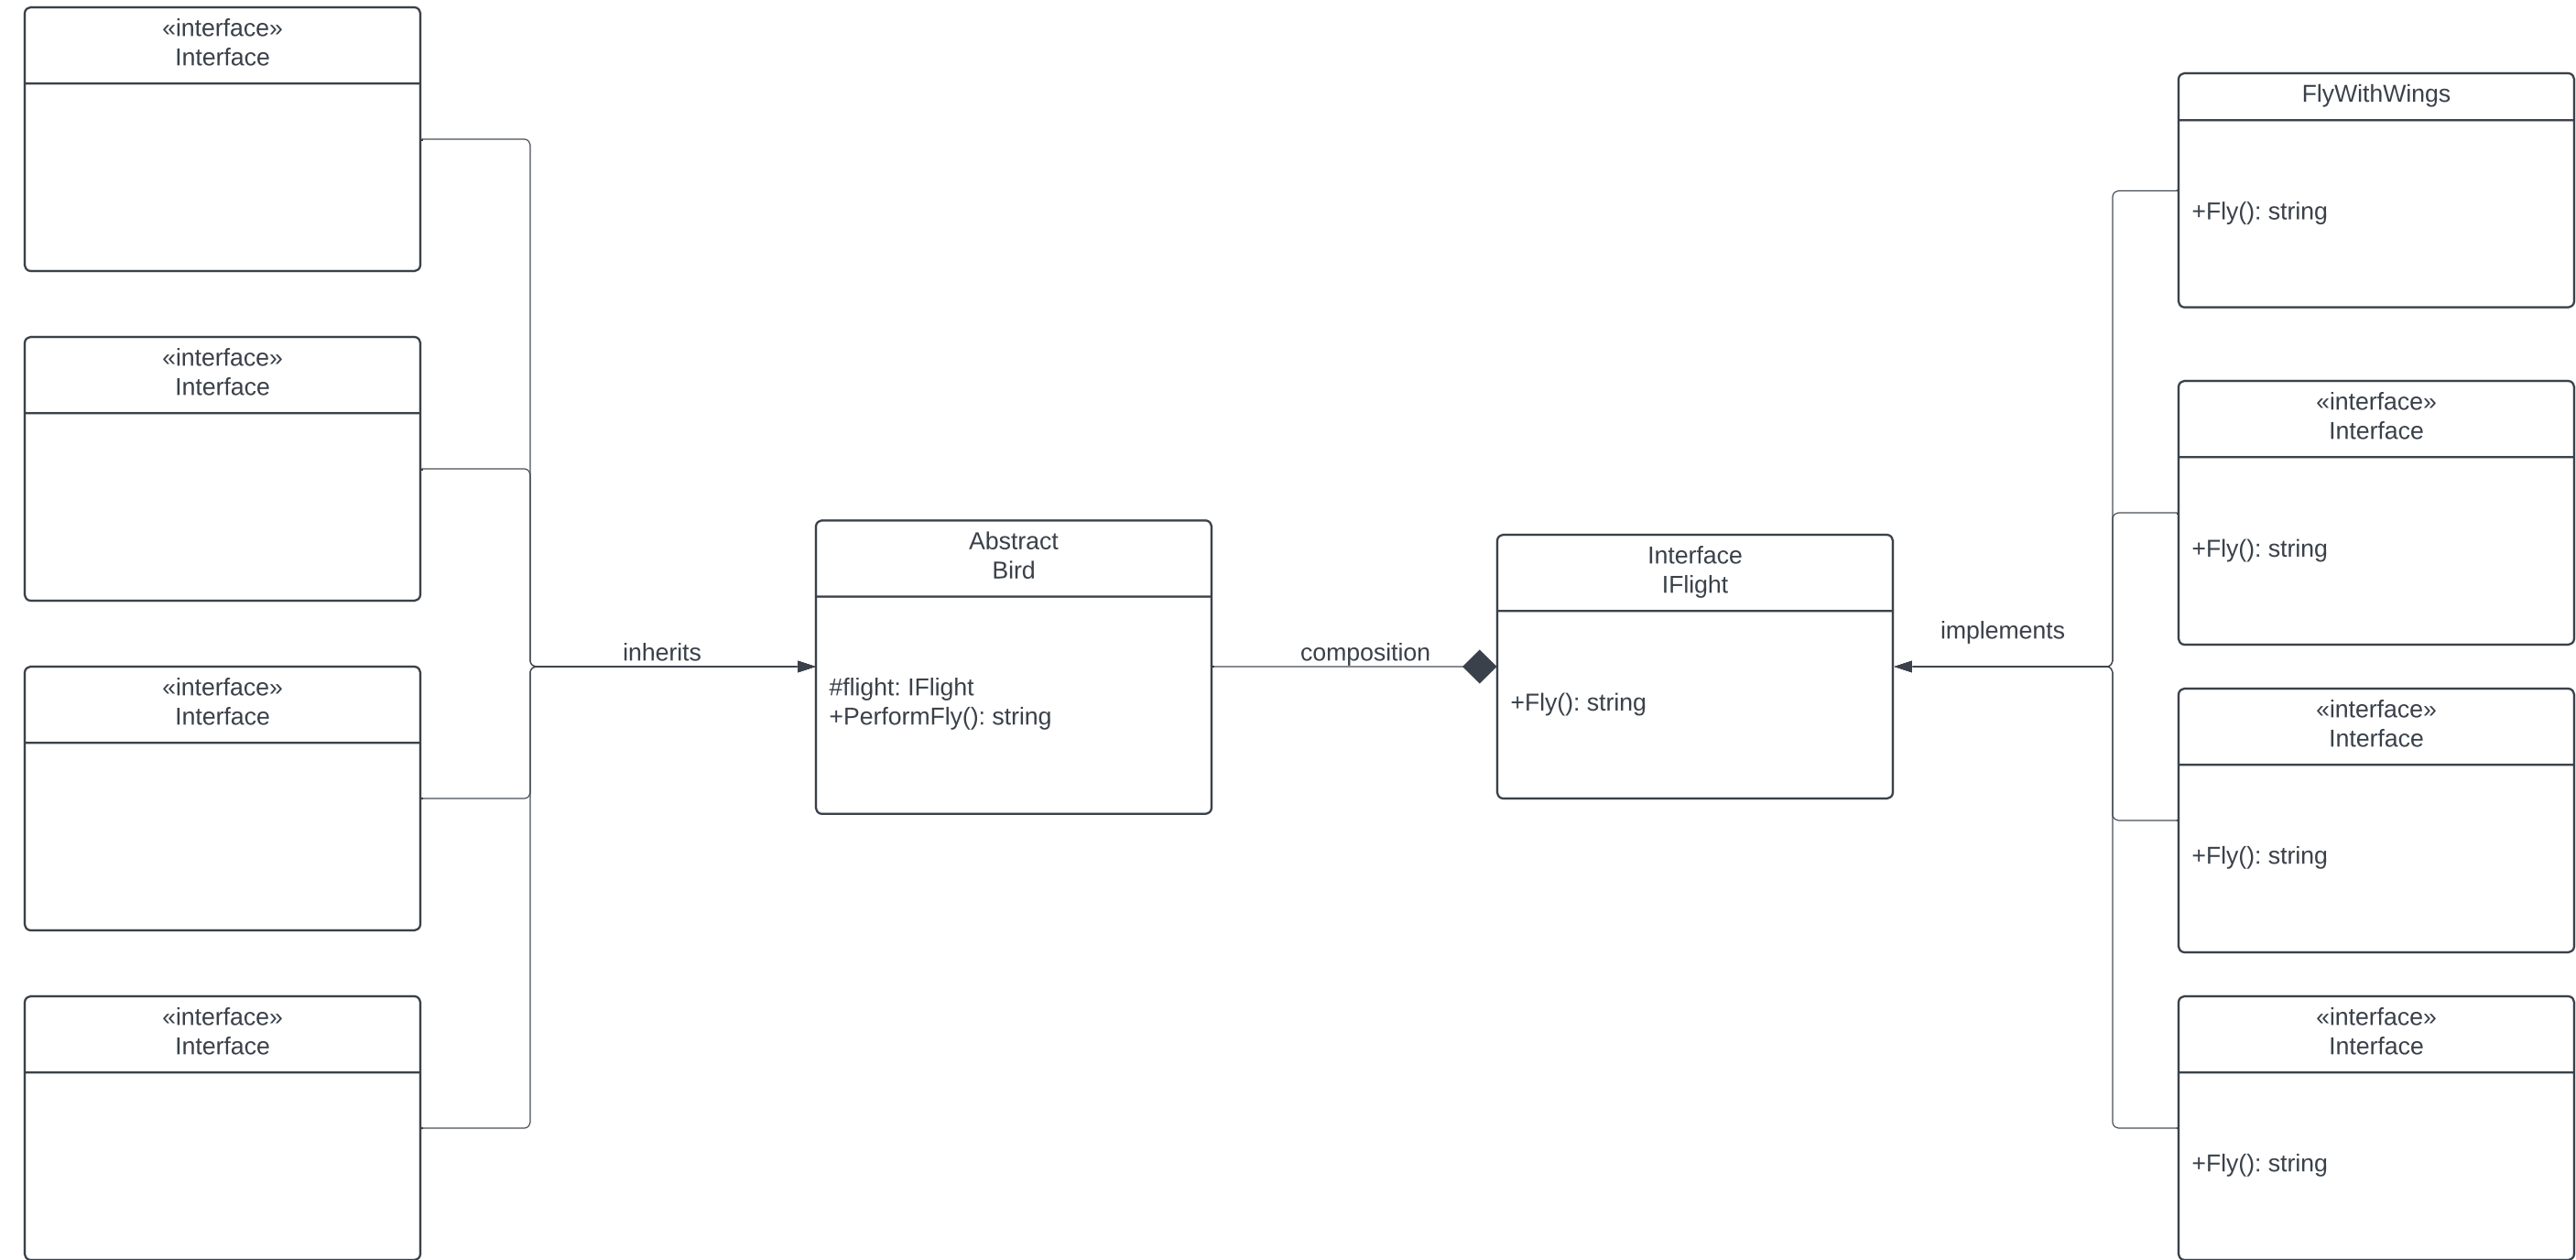 «interface»
Interface
«interface»
Interface
«interface»
Interface
«interface»
Interface
inherits
Abstract
Bird
#flight: IFlight
+PerformFly(): string
composition
Interface
IFlight
+Fly(): string
implements
FlyWithWings
+Fly(): string
«interface»
Interface
+Fly(): string
«interface»
Interface
+Fly(): string
«interface»
Interface
+Fly(): string